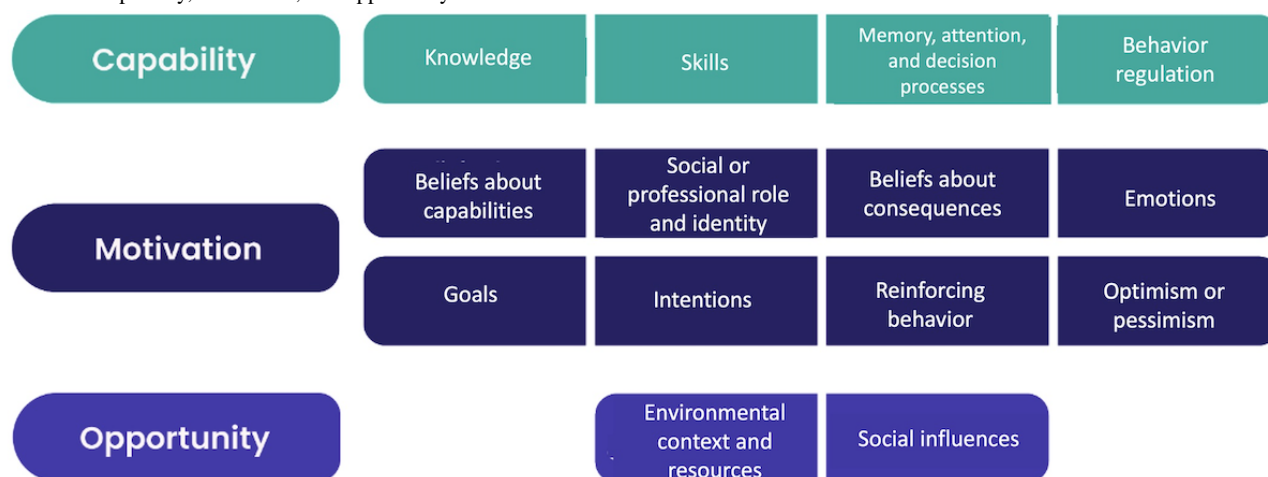 Capability
Knowledge
Skills
Memory, attention,
and decision
processes
Behavior
regulation
Motivation
Beliefs about
capabilities
Social or
professional role
and identity
Beliefs about
consequences
Emotions
Goals
Intentions
Reinforcing
behavior
Optimism or
pessimism
Opportunity
Environmental
context and
resources
Social influences